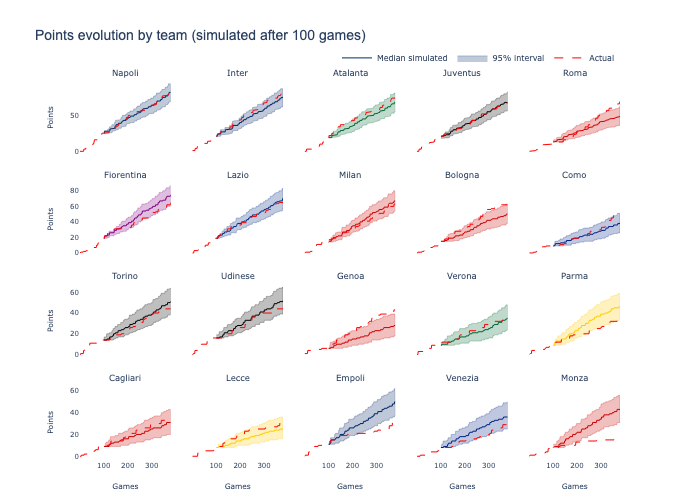 Points evolution by team (simulated after 100 games)
Median simulated 95% interval Actual
Napoli Inter Atalanta Juventus Roma
Points
50
0
Fiorentina Lazio Milan Bologna Como
Points
80
60
40
20
0
Torino Udinese Genoa Verona Parma
Points
60
40
20
0
Cagliari Lecce Empoli Venezia Monza
Points
60
40
20
0
100 200 300 100 200 300 100 200 300 100 200 300 100 200 300
Games Games Games Games Games